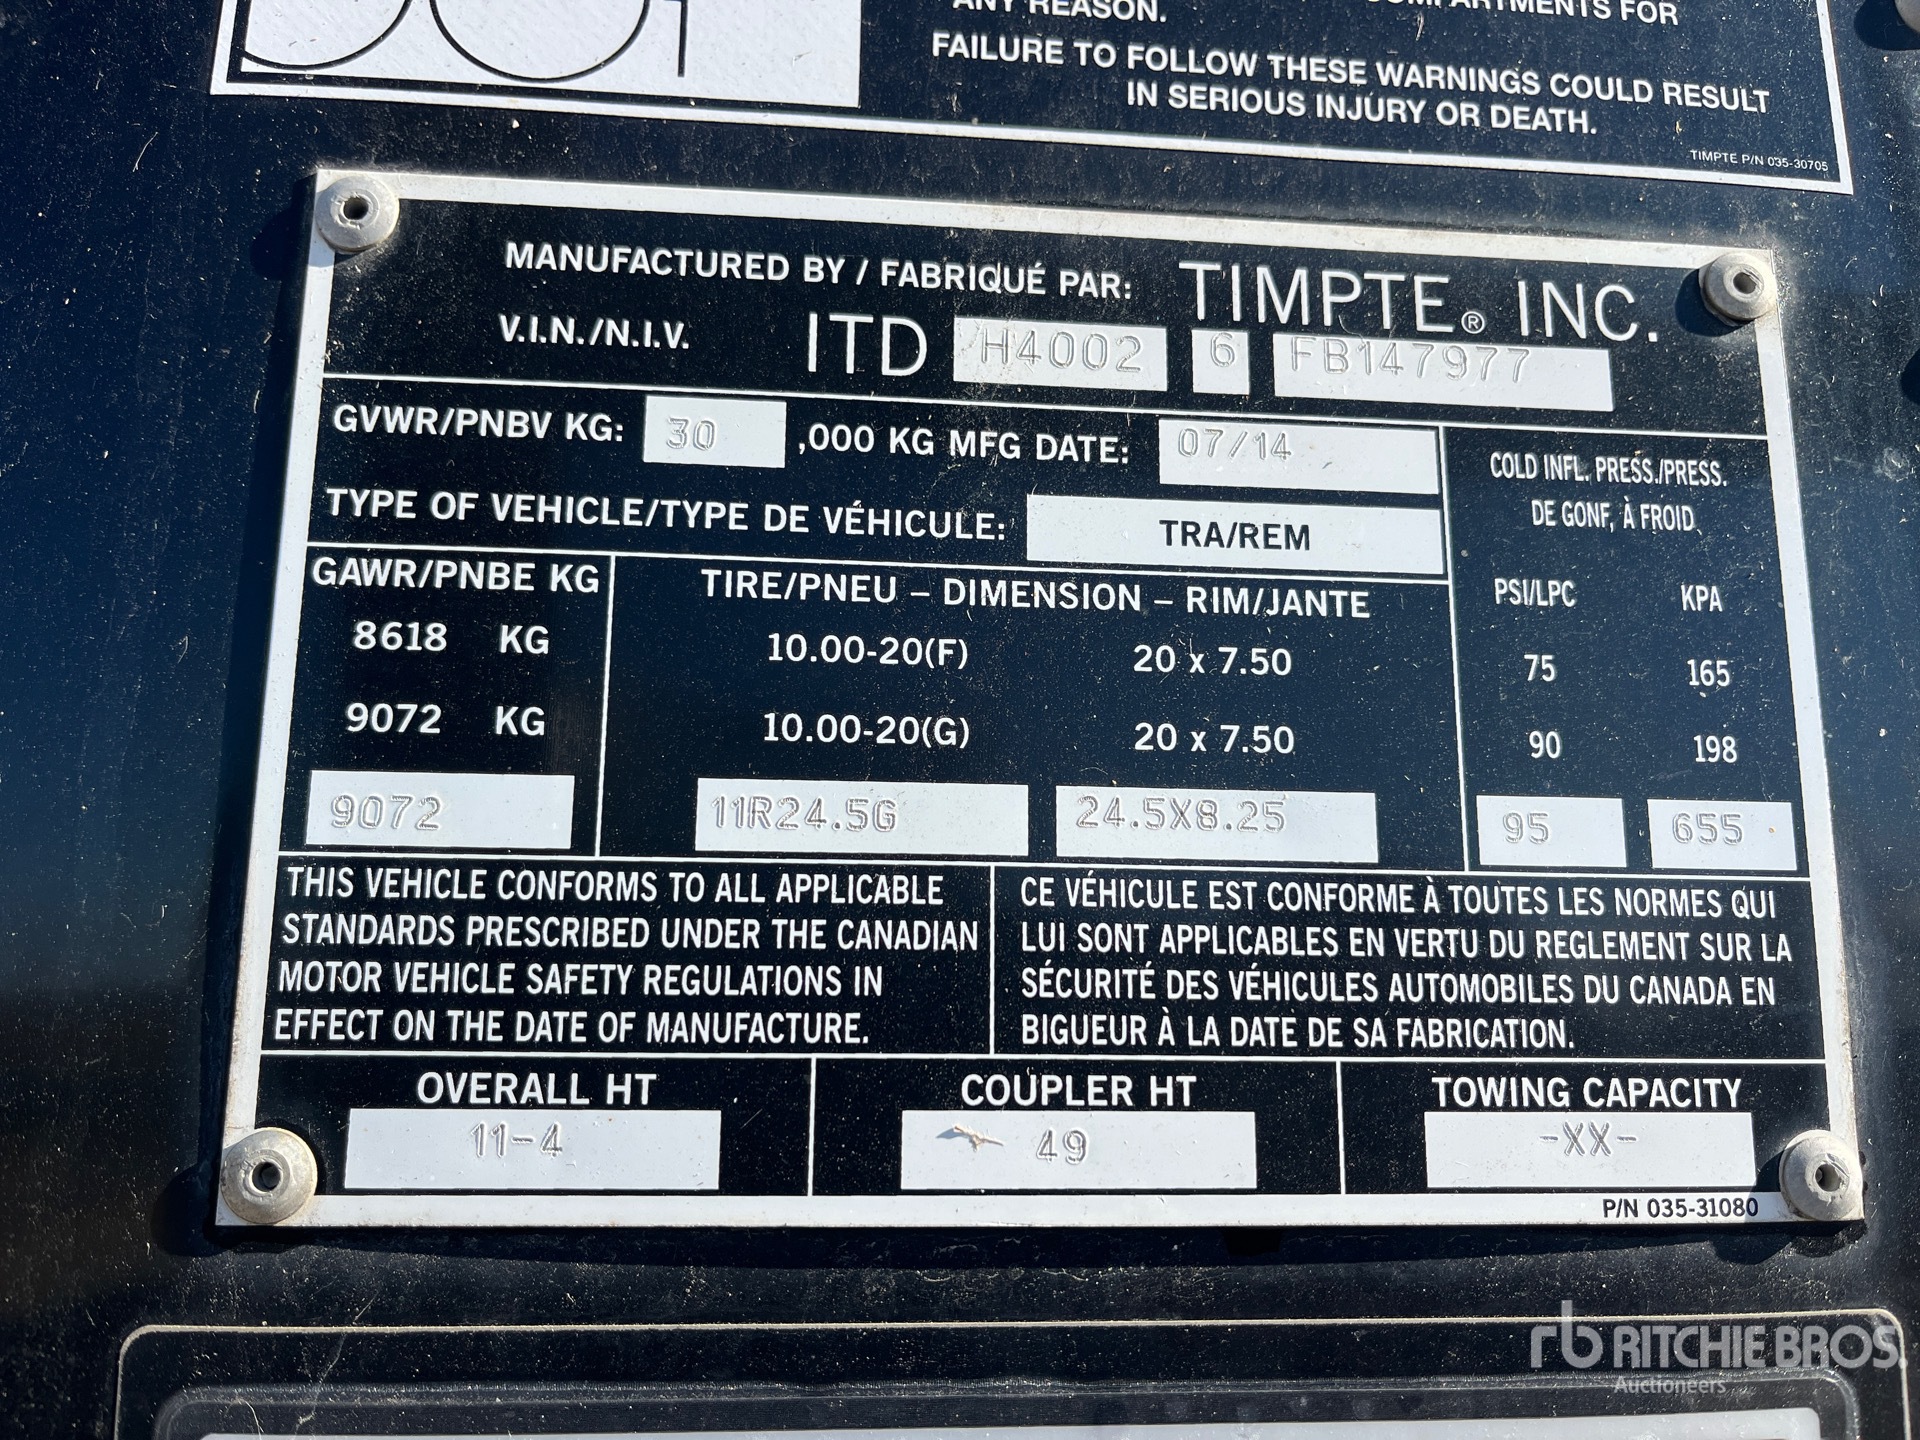 ANY REASON. COMPARTMENTS FOR
FAILURE TO FOLLOW THESE WARNINGS COULD RESULT
IN SERIOUS INJURY OR DEATH.
TIMPTE P/N 035-30705
MANUFACTURED BY / FABRIQUÉ PAR: TIMPTE® INC.
V.I.N./N.I.V. 1TD H4002 6 FB147977
GVWR/PNBV KG: 30 ,000 KG MFG DATE: 07/14
TYPE OF VEHICLE/TYPE DE VÉHICULE: TRA/REM
COLD INFL. PRESS./PRESS.
DE GONF, À FROID
GAWR/PNBE KG TIRE/PNEU – DIMENSION – RIM/JANTE PSI/LPC KPA
8618 KG 10.00-20(F) 20 x 7.50 75 165
9072 KG 10.00-20(G) 20 x 7.50 90 198
9072 11R24.5G 24.5X8.25 95 655
THIS VEHICLE CONFORMS TO ALL APPLICABLE
STANDARDS PRESCRIBED UNDER THE CANADIAN
MOTOR VEHICLE SAFETY REGULATIONS IN
EFFECT ON THE DATE OF MANUFACTURE.
CE VÉHICULE EST CONFORME À TOUTES LES NORMES QUI
LUI SONT APPLICABLES EN VERTU DU REGLEMENT SUR LA
SÉCURITÉ DES VÉHICULES AUTOMOBILES DU CANADA EN
BIGUEUR À LA DATE DE SA FABRICATION.
OVERALL HT COUPLER HT TOWING CAPACITY
11-4 49 -XX-
P/N 035-31080
rb RITCHIE BROS.
Auctioneers